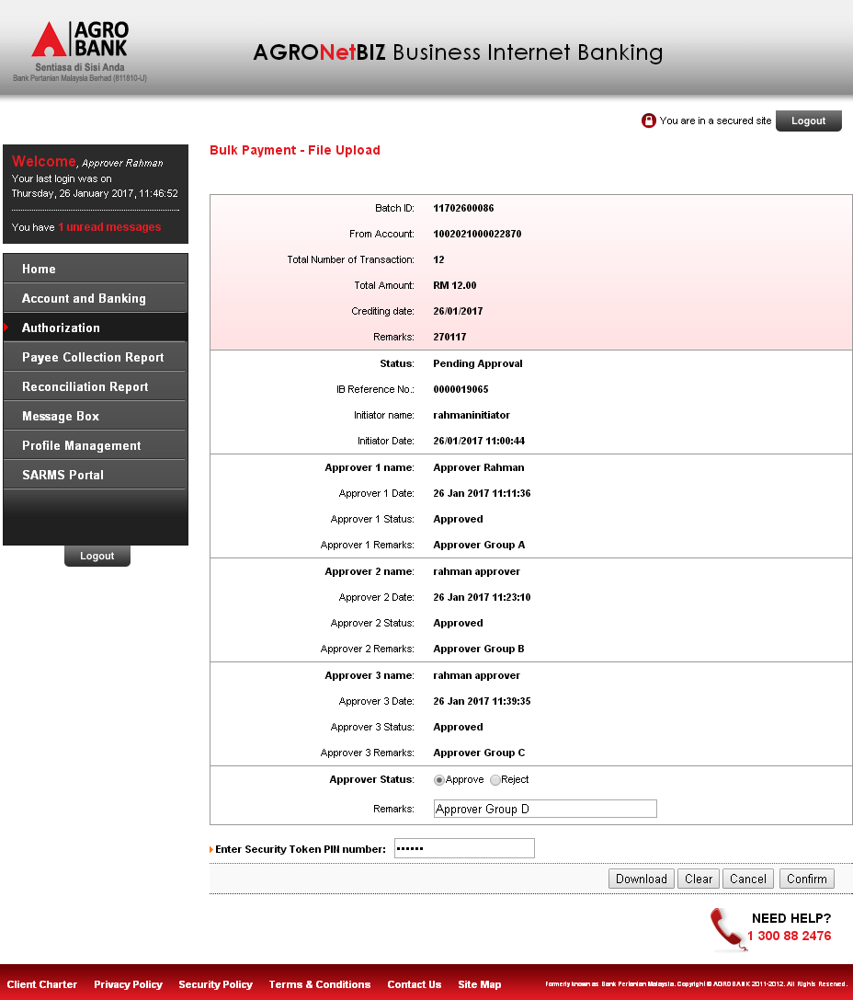 AGRO
BANK
Sentiasa di Sisi Anda
Bank Pertanian Malaysia Berhad (811810-U)
AGRONetBIZ Business Internet Banking
You are in a secured site
Logout
Welcome, Approver Rahman
Your last login was on
Thursday, 26 January 2017, 11:46:52
You have 1 unread messages
Home
Account and Banking
Authorization
Payee Collection Report
Reconciliation Report
Message Box
Profile Management
SARMS Portal
Logout
Bulk Payment - File Upload
Batch ID: 11702600086
From Account: 1002021000022870
Total Number of Transaction: 12
Total Amount: RM 12.00
Crediting date: 26/01/2017
Remarks: 270117
Status: Pending Approval
IB Reference No.: 0000019065
Initiator name: rahmaninitiator
Initiator Date: 26/01/2017 11:00:44
Approver 1 name: Approver Rahman
Approver 1 Date: 26 Jan 2017 11:11:36
Approver 1 Status: Approved
Approver 1 Remarks: Approver Group A
Approver 2 name: rahman approver
Approver 2 Date: 26 Jan 2017 11:23:10
Approver 2 Status: Approved
Approver 2 Remarks: Approver Group B
Approver 3 name: rahman approver
Approver 3 Date: 26 Jan 2017 11:39:35
Approver 3 Status: Approved
Approver 3 Remarks: Approver Group C
Approver Status: Approve Reject
Remarks: Approver Group D
Enter Security Token PIN number: ••••••
Download Clear Cancel Confirm
NEED HELP?
1 300 88 2476
Client Charter Privacy Policy Security Policy Terms & Conditions Contact Us Site Map
Formerly known as Bank Pertanian Malaysia. Copyright © AGROBANK 2011-2012. All Rights Reserved.